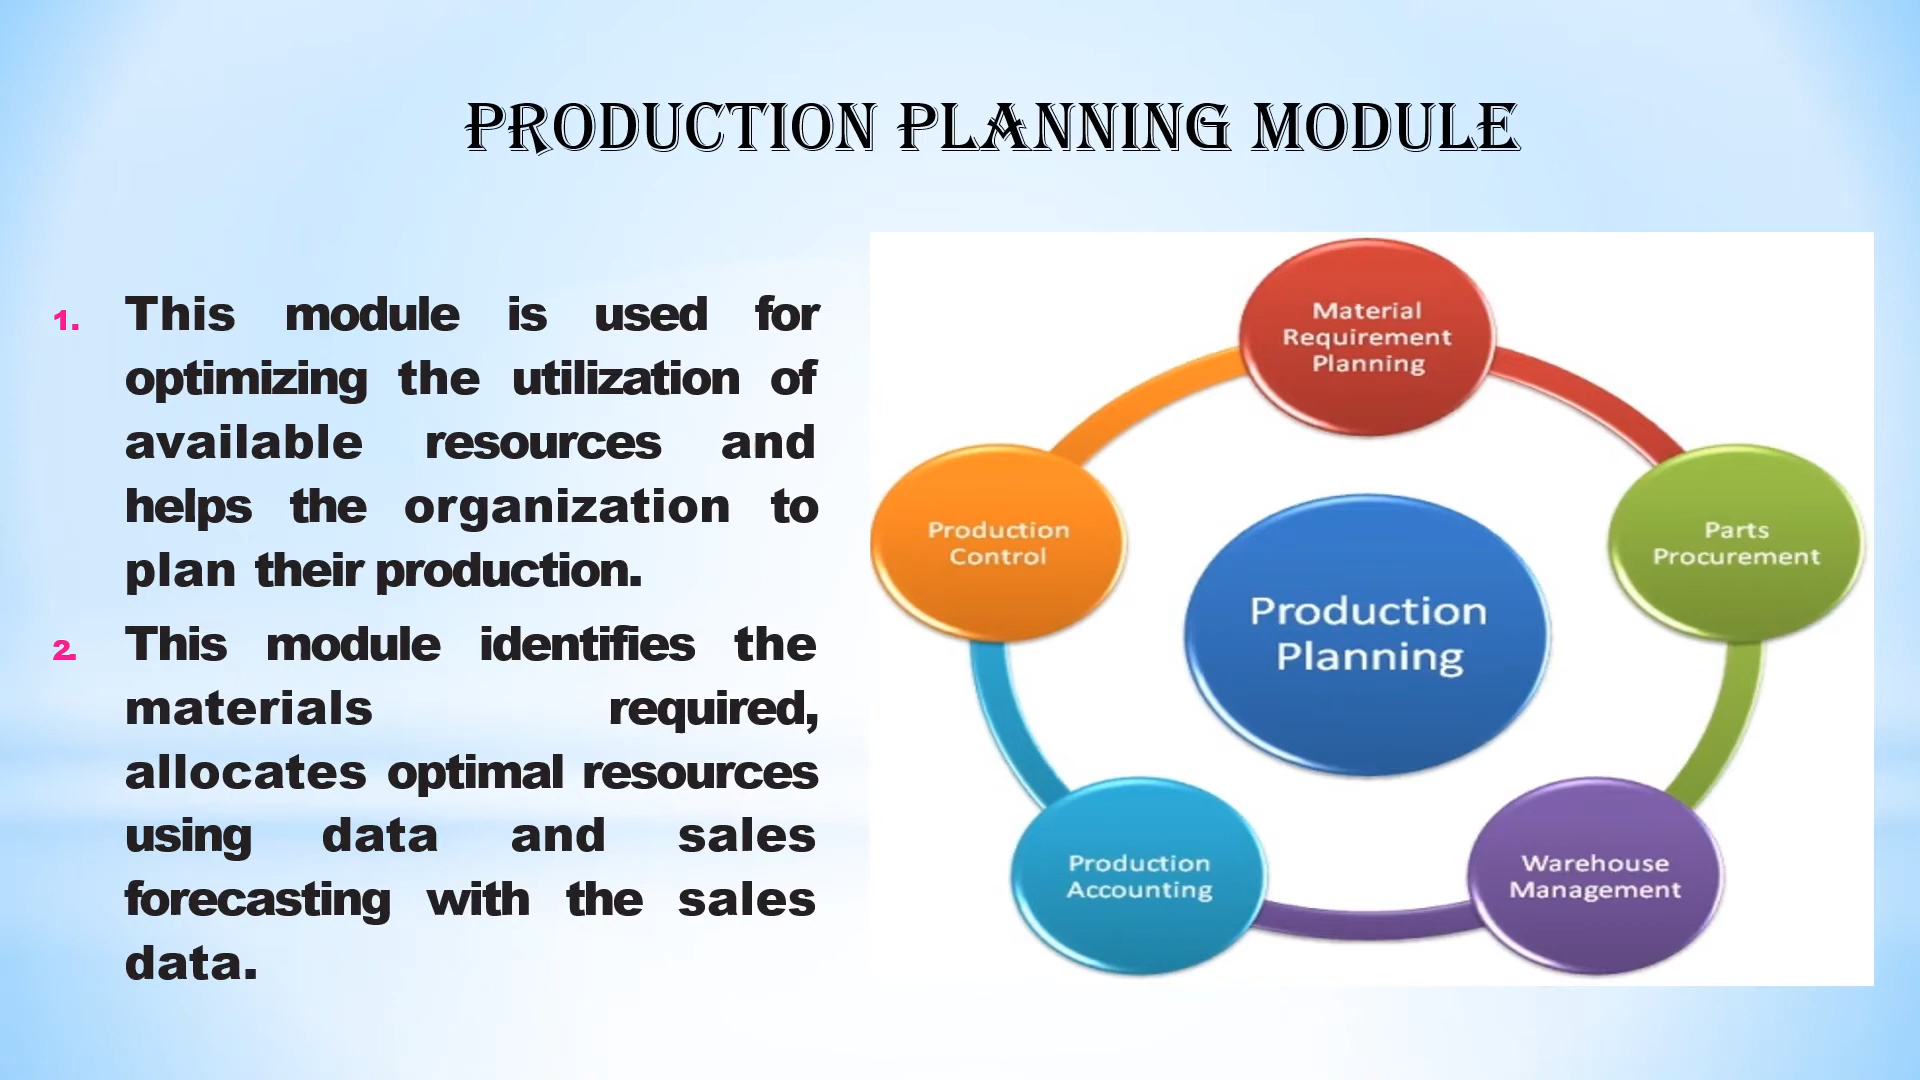 PRODUCTION PLANNING MODULE
1. This module is used for
optimizing the utilization of
available resources and
helps the organization to
plan their production.
2. This module identifies the
materials required,
allocates optimal resources
using data and sales
forecasting with the sales
data.
Material
Requirement
Planning
Production
Control
Parts
Procurement
Production
Planning
Production
Accounting
Warehouse
Management